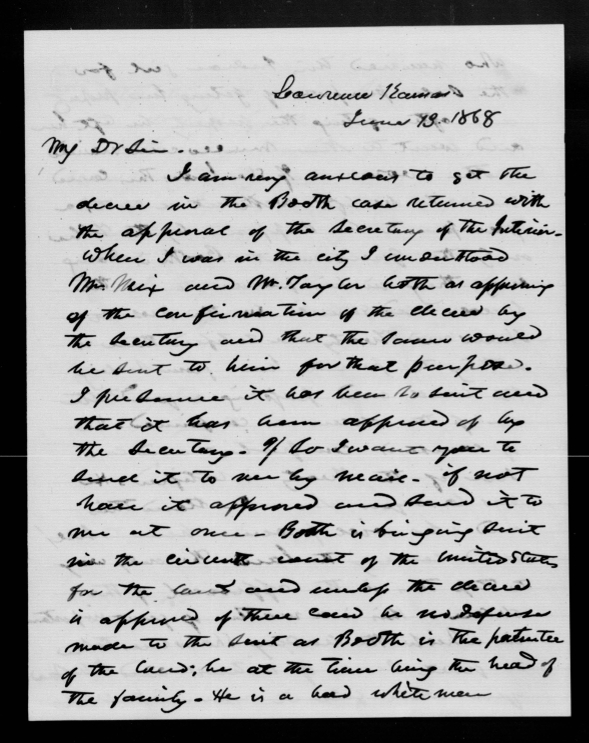 Lawrence Kansas
June 13. 1868
My Dr Sir.
I am very anxious to get the
decree in the Booth case returned with
the approval of the Secretary of the Interior.
When I was in the city I understood
Mr. Mix and Mr. Taylor both as approving
of the confirmation of the decree by
the Secretary and that the same would
be sent to him for that purpose.
I presume it has been so sent and
that it has been approved of by
the Secretary. If so I want you to
send it to me by mail. if not
have it approved and send it to
me at once. Booth is bringing suit
in the circuit court of the United States
for the land and unless the decree
is approved of there can be no defense
made to the suit as Booth is the patentee
of the land; he at the time being the head of
the family. He is a bad white man